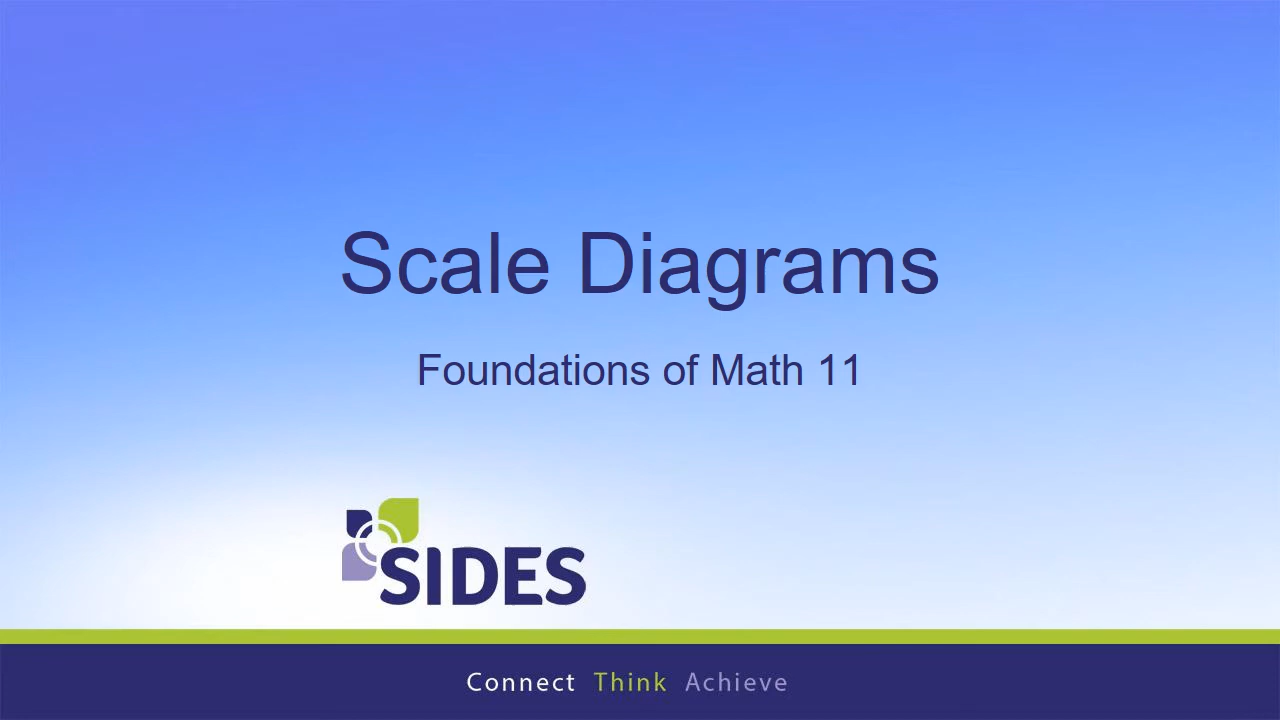 Scale Diagrams
Foundations of Math 11
SIDES
Connect Think Achieve